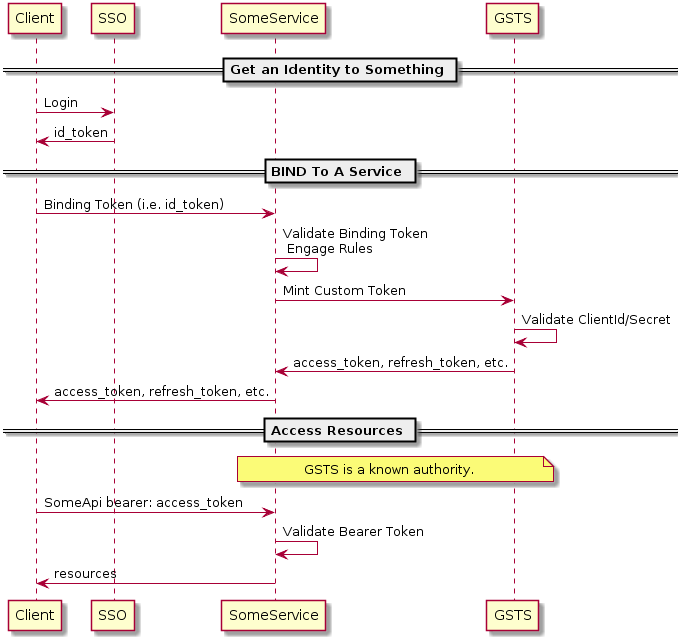 Client SSO SomeService GSTS
Get an Identity to Something
Login
id_token
BIND To A Service
Binding Token (i.e. id_token)
Validate Binding Token
Engage Rules
Mint Custom Token
Validate ClientId/Secret
access_token, refresh_token, etc.
access_token, refresh_token, etc.
Access Resources
GSTS is a known authority.
SomeApi bearer: access_token
Validate Bearer Token
resources
Client SSO SomeService GSTS